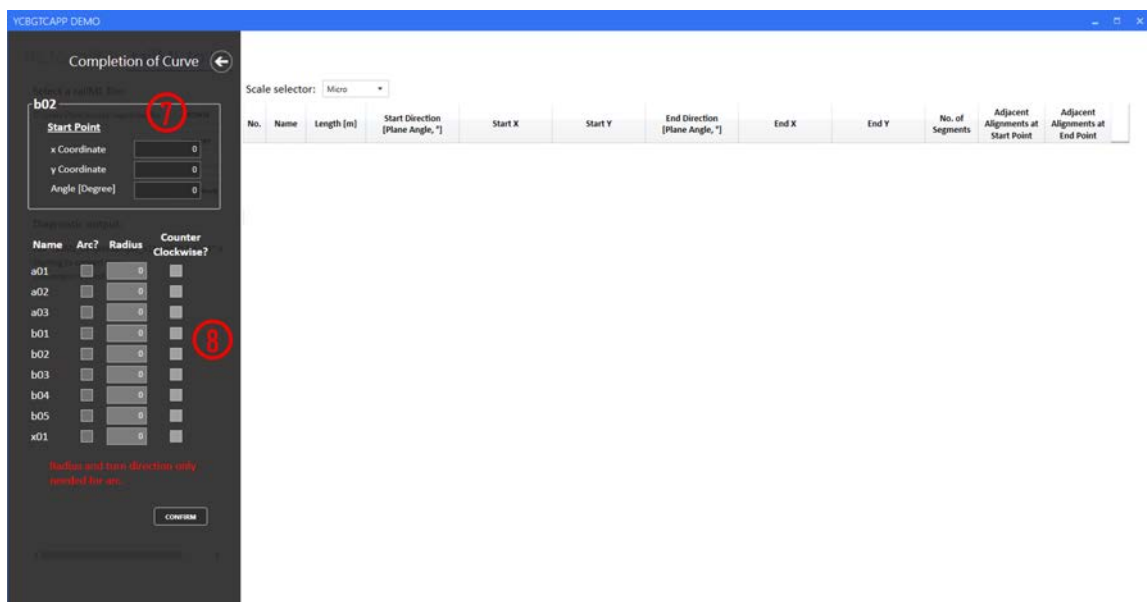 YCBGTCAPP DEMO
Completion of Curve
b02
7
Start Point
x Coordinate 0
y Coordinate 0
Angle [Degree] 0
Name Arc? Radius Counter Clockwise?
a01 0
a02 0
a03 0
b01 0
8
b02 0
b03 0
b04 0
b05 0
x01 0
Radius and turn direction only
needed for arc.
CONFIRM
Scale selector: Micro
No. Name Length [m] Start Direction [Plane Angle, °] Start X Start Y End Direction [Plane Angle, °] End X End Y No. of Segments Adjacent Alignments at Start Point Adjacent Alignments at End Point